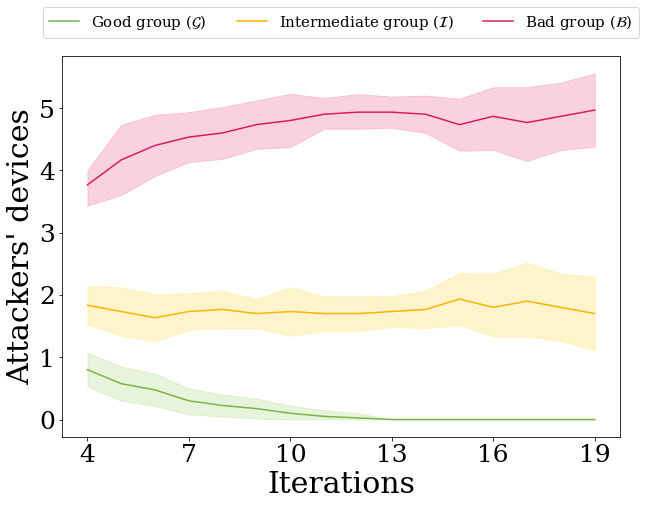 Good group (𝒢) Intermediate group (ℐ) Bad group (ℬ)
Attackers' devices
5
4
3
2
1
0
4 7 10 13 16 19
Iterations